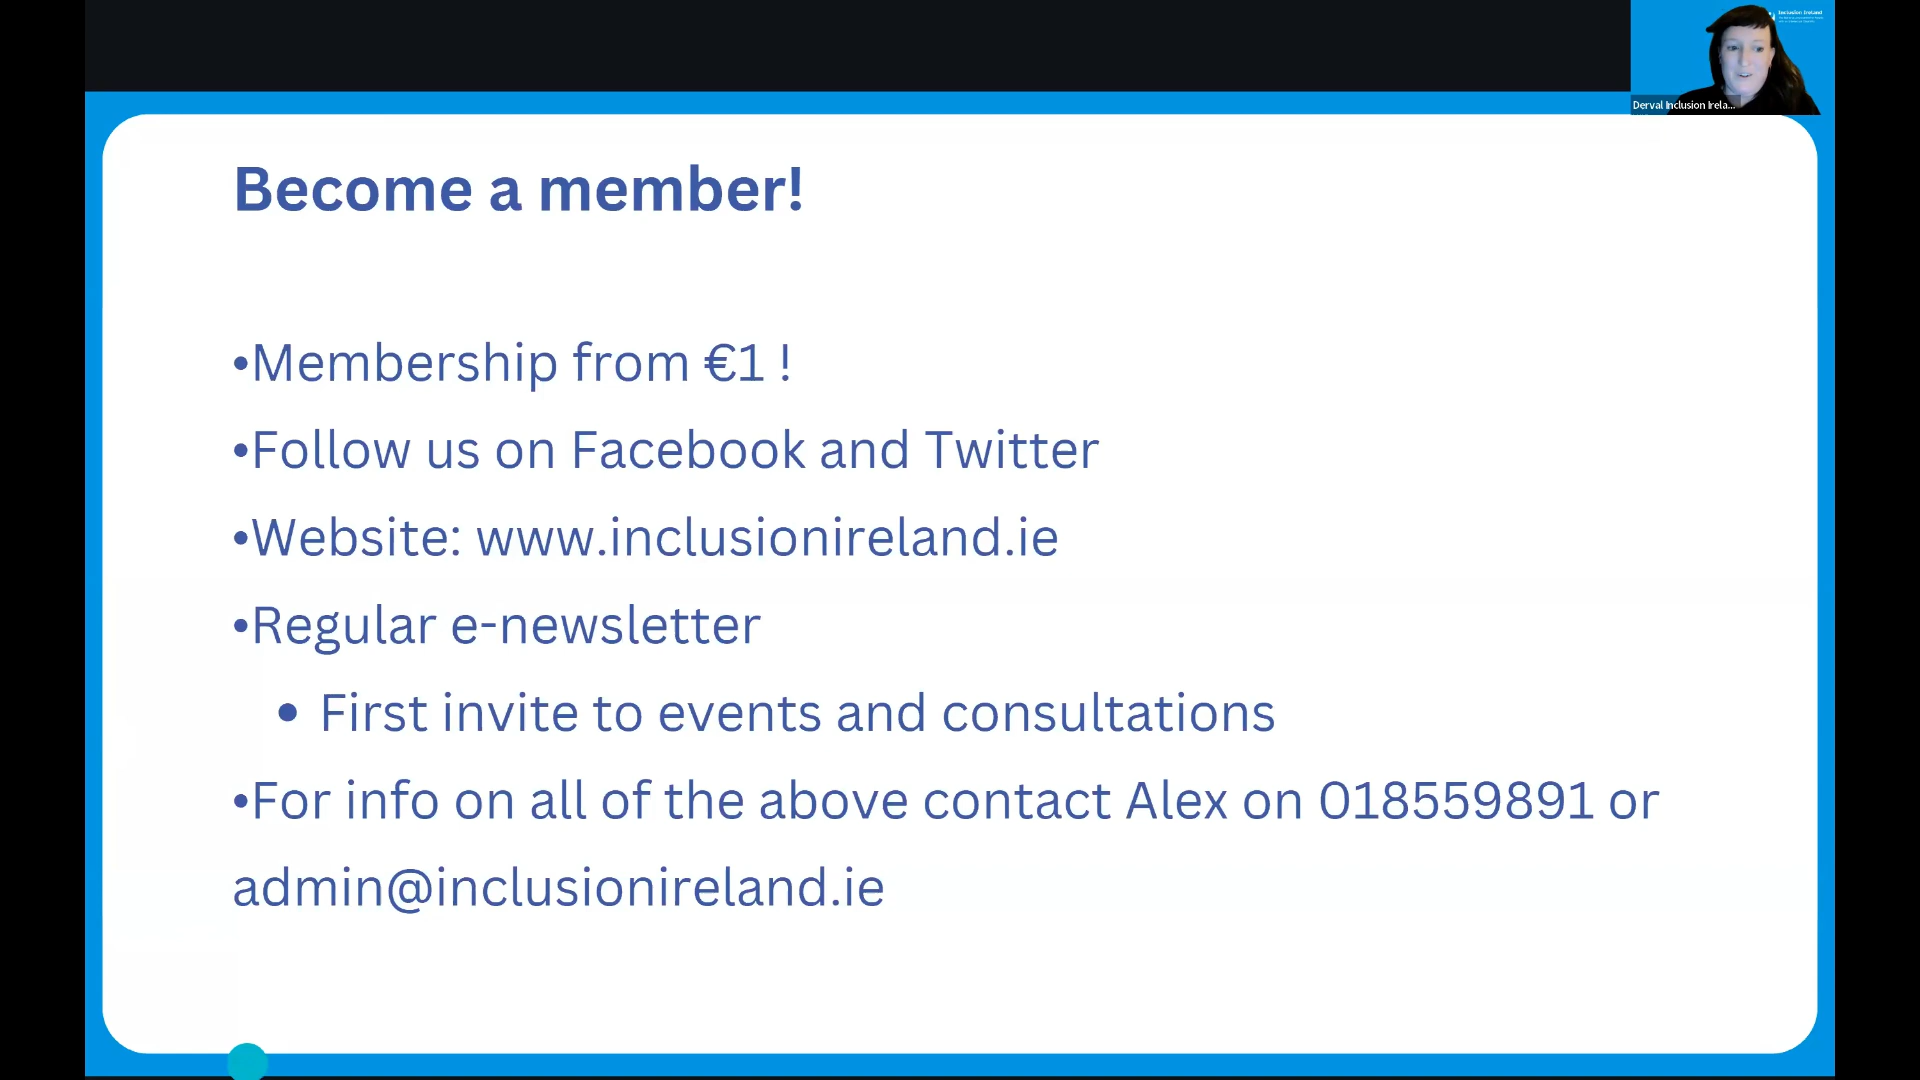 Inclusion Ireland
Derval Inclusion Irela...
Become a member!
•Membership from €1 !
•Follow us on Facebook and Twitter
•Website: www.inclusionireland.ie
•Regular e-newsletter
• First invite to events and consultations
•For info on all of the above contact Alex on 018559891 or
admin@inclusionireland.ie